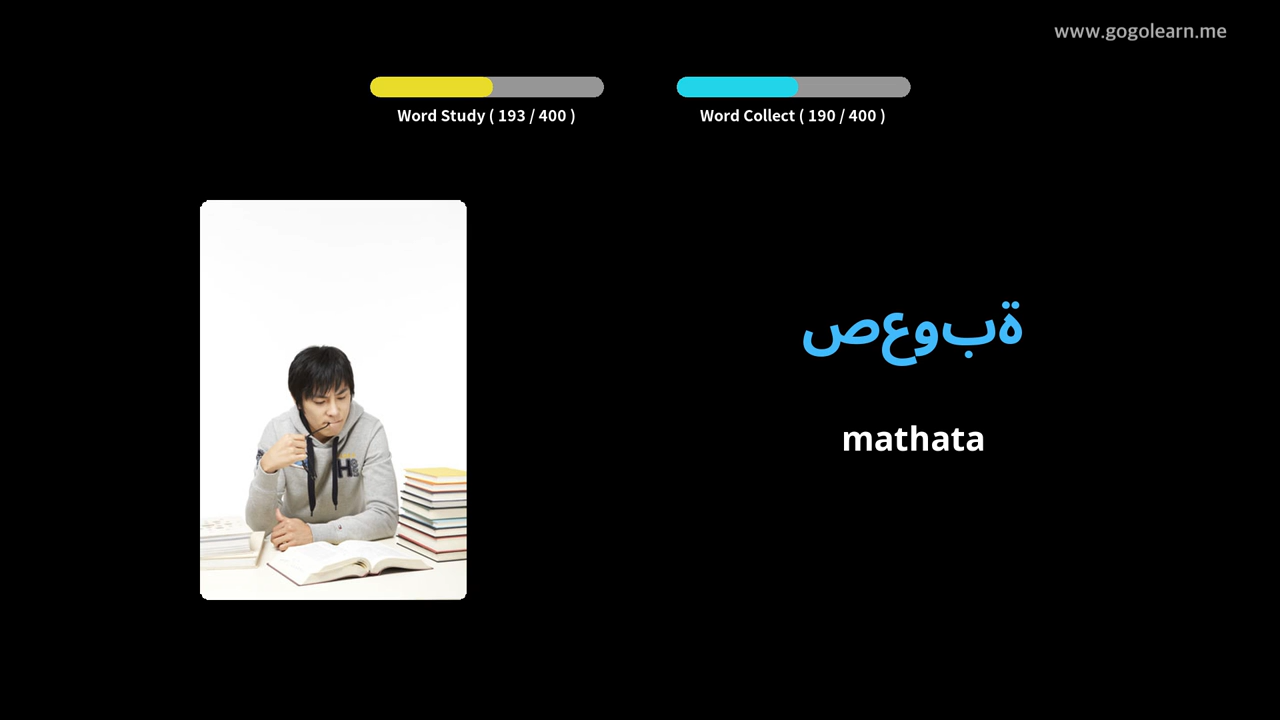 www.gogolearn.me
Word Study ( 193 / 400 )
Word Collect ( 190 / 400 )
صعوبة
mathata